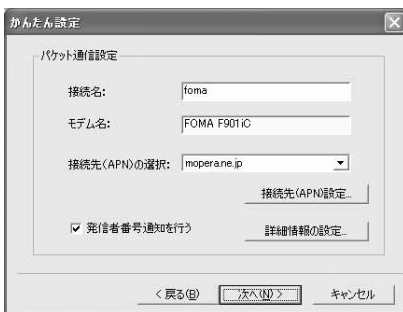 かんたん設定
パケット通信設定
接続名: foma
モデム名: FOMA F901iC
接続先(APN)の選択: mopera.ne.jp
接続先(APN)設定...
発信者番号通知を行う 詳細情報の設定...
< 戻る(B) 次へ(N) > キャンセル